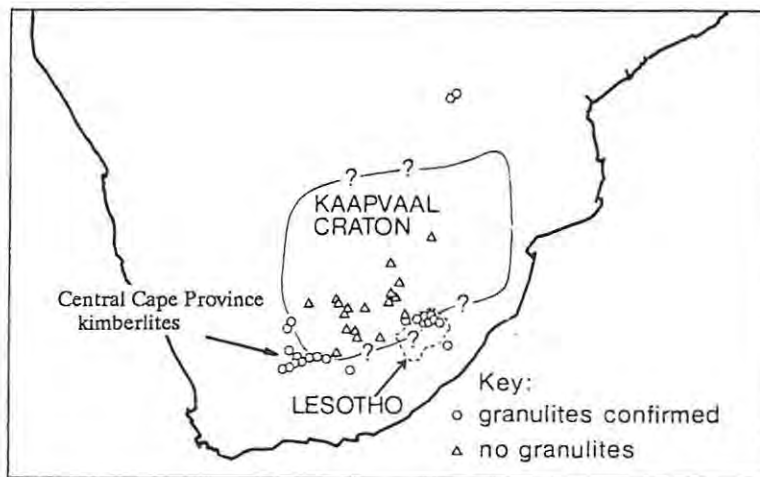 ? ?
KAAPVAAL
CRATON
Central Cape Province
kimberlites
?
? ?
LESOTHO
Key:
granulites confirmed
no granulites